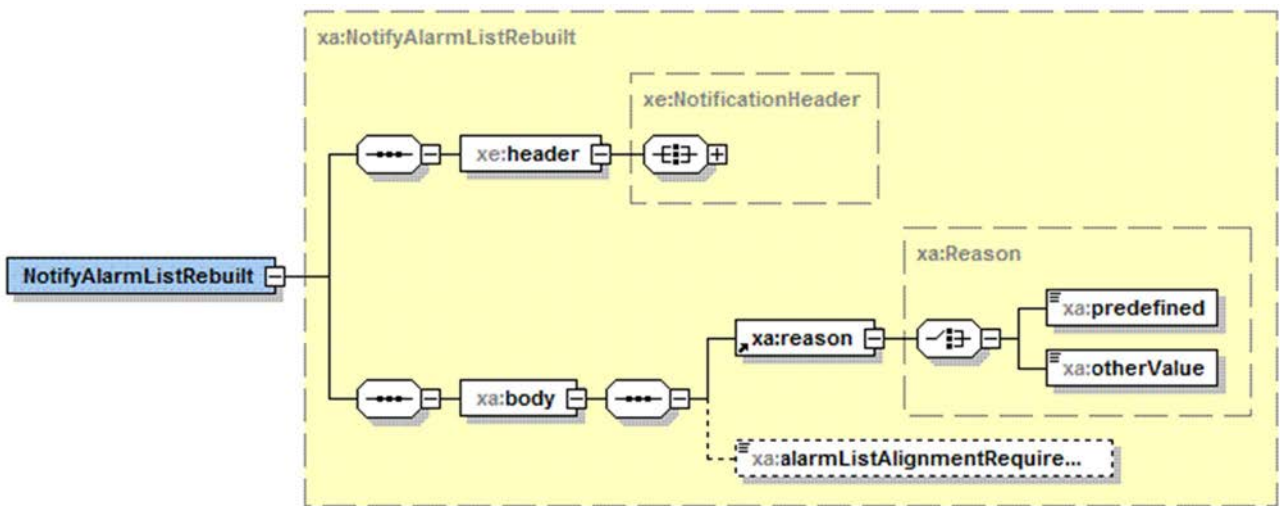 xa:NotifyAlarmListRebuilt
xe:NotificationHeader
xe:header
NotifyAlarmListRebuilt
xa:Reason
xa:predefined
xa:reason
xa:otherValue
xa:body
xa:alarmListAlignmentRequire...